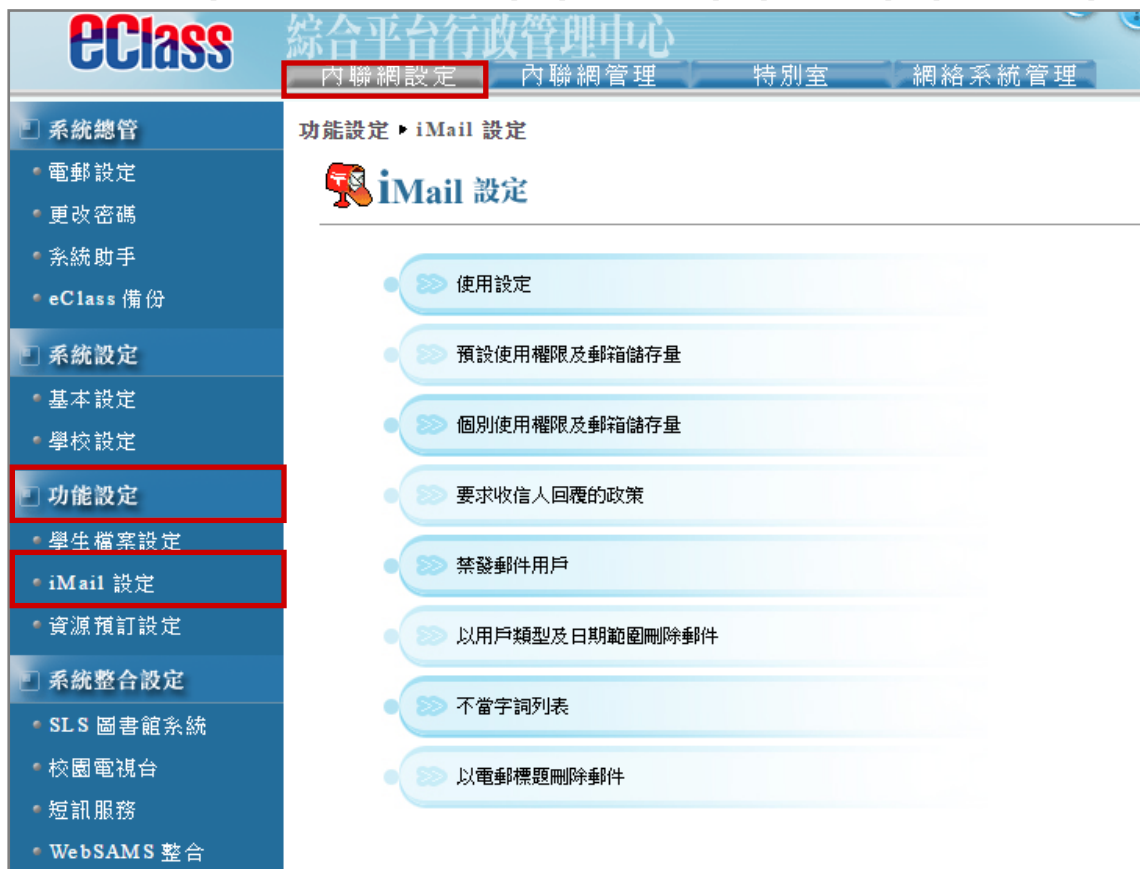 eClass
綜合平台行政管理中心
內聯網設定 內聯網管理 特別室 網絡系統管理
系統總管
電郵設定
更改密碼
系統助手
eClass 備份
系統設定
基本設定
學校設定
功能設定
學生檔案設定
iMail 設定
資源預訂設定
系統整合設定
SLS 圖書館系統
校園電視台
短訊服務
WebSAMS 整合
功能設定 ▸ iMail 設定
iMail 設定
使用設定
預設使用權限及郵箱儲存量
個別使用權限及郵箱儲存量
要求收信人回覆的政策
禁發郵件用戶
以用戶類型及日期範圍刪除郵件
不當字詞列表
以電郵標題刪除郵件